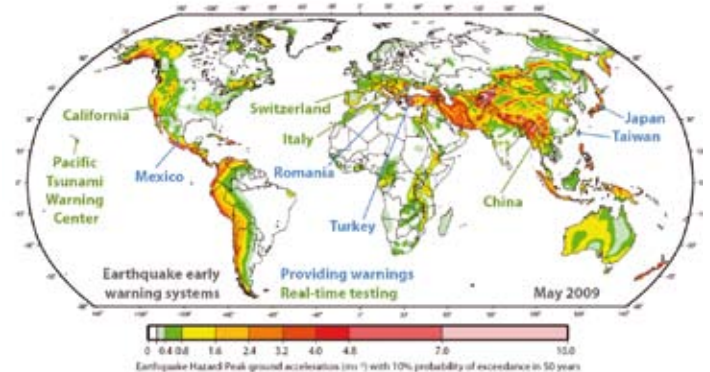 California
Switzerland
Italy
Japan
Taiwan
Romania
Mexico
China
Pacific
Tsunami
Warning
Center
Turkey
Earthquake early
warning systems
Providing warnings
Real-time testing
May 2009
0 0.4 0.8 1.6 2.4 3.2 4.0 4.8 7.0 10.0
Earthquake Hazard Peak ground acceleration (ms⁻²) with 10% probability of exceedance in 50 years